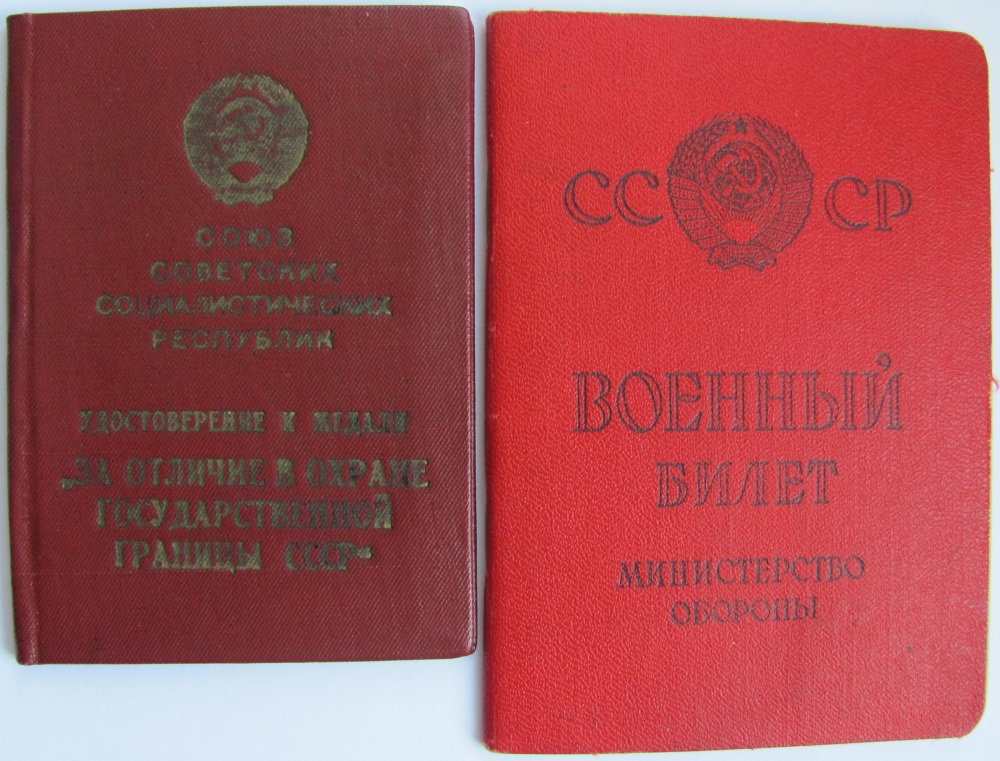 СОЮЗ
СОВЕТСКИХ
СОЦИАЛИСТИЧЕСКИХ
РЕСПУБЛИК
УДОСТОВЕРЕНИЕ К МЕДАЛИ
„ЗА ОТЛИЧИЕ В ОХРАНЕ
ГОСУДАРСТВЕННОЙ
ГРАНИЦЫ СССР“
СС СР
ВОЕННЫЙ
БИЛЕТ
МИНИСТЕРСТВО
ОБОРОНЫ